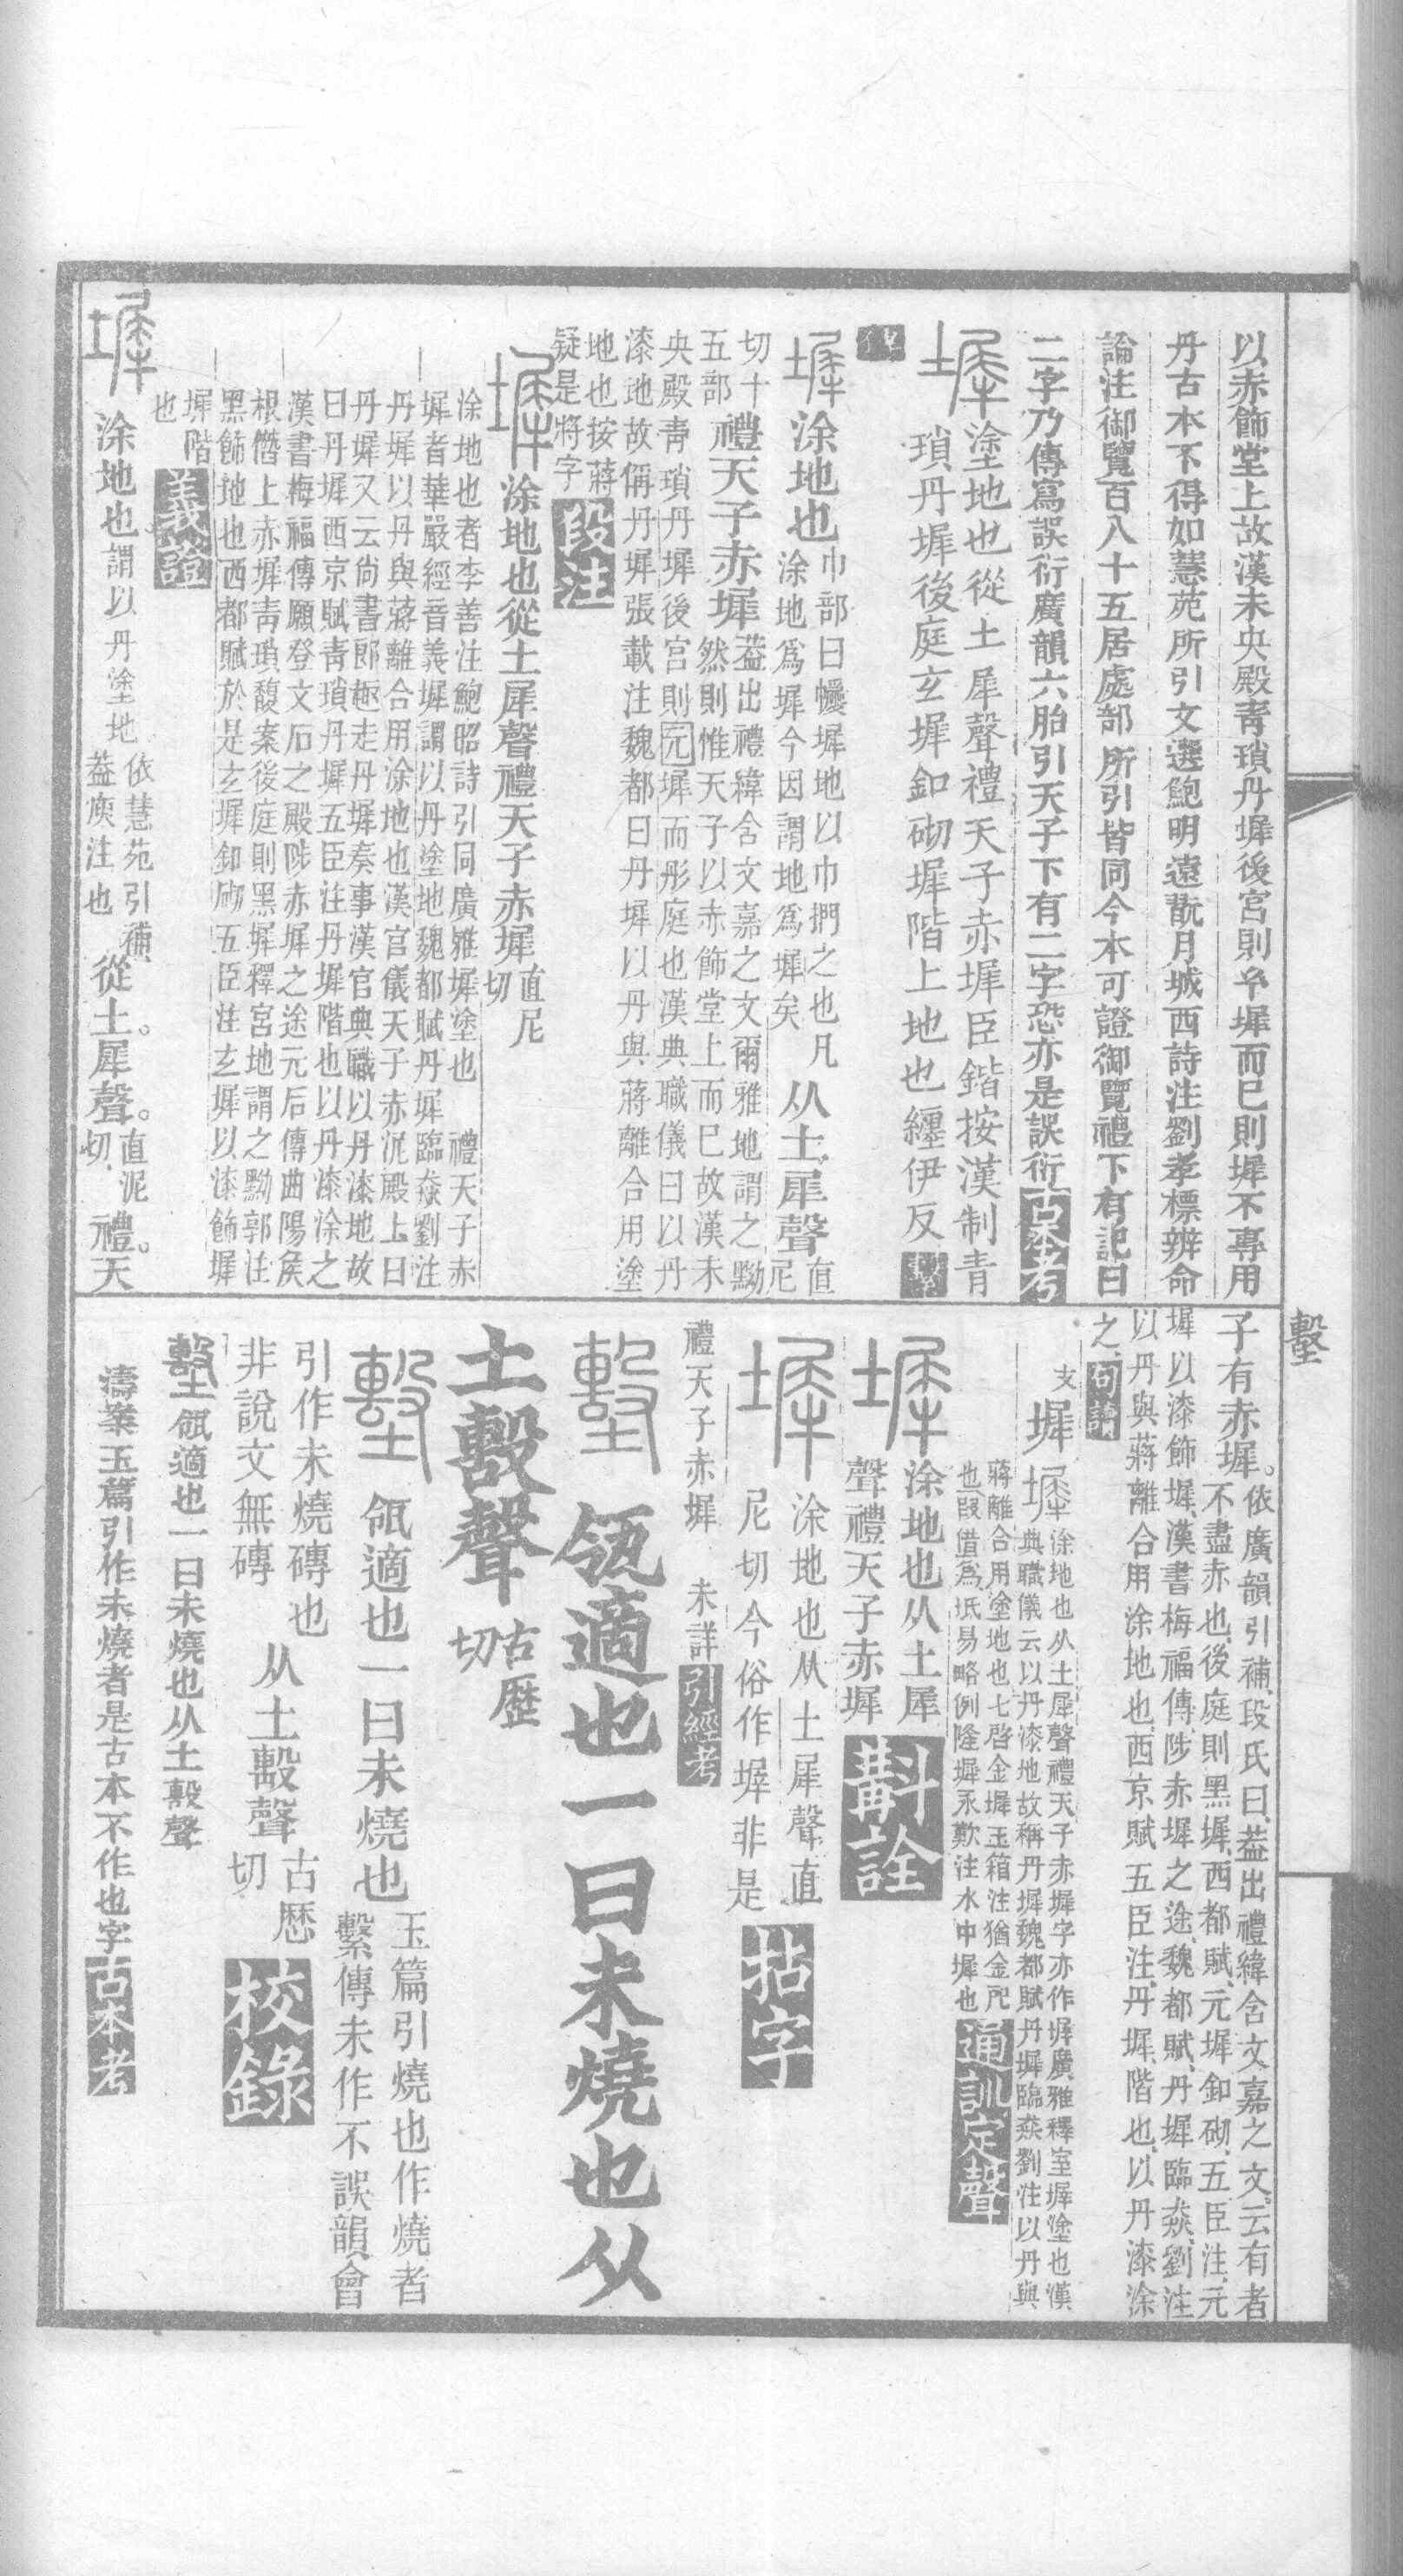 以赤飾堂上故漢未央殿靑瑣丹墀後宮則玄墀而已則墀不專用
丹古本不得如慧苑所引文選鮑明遠翫月城西詩注劉孝標辨命
論注御覽百八十五居處部所引皆同今本可證御覽禮下有記曰
二字乃傳寫誤衍廣韻六胎引天子下有二字恐亦是誤衍古本考
墀塗地也從土犀聲禮天子赤墀臣鍇按漢制青
瑣丹墀後庭玄墀釦砌墀階上地也纏伊反
墀涂地也巾部曰幔墀地以巾捫之也凡
涂地爲墀今因謂地爲墀矣从土犀聲直尼
切十五部禮天子赤墀葢出禮緯含文嘉之文爾雅地謂之黝
然則惟天子以赤飾堂上而巳故漢未
央殿靑瑣丹墀後宮則元墀而彤庭也漢典職儀曰以丹
漆地故偁丹墀張載注魏都曰丹墀以丹與蔣離合用塗
地也按蔣
疑是將字段注
墀涂地也從土犀聲禮天子赤墀直尼切
涂地也者李善注鮑昭詩引同廣雅墀塗也　禮天子赤
墀者華嚴經音義墀謂以丹塗地魏都賦丹墀臨猋劉注
丹墀以丹與蔣離合用涂地也漢官儀天子赤泥殿上曰
丹墀又云尚書郎趣走丹墀奏事漢官典職以丹漆地故
曰丹墀西京賦靑瑣丹墀五臣注丹墀階也以丹漆涂之
漢書梅福傳願登文石之殿陟赤墀之途元后傳曲陽矦
根僭上赤墀靑瑣馥案後庭則黑墀釋宮地謂之黝郭注
黑飾地也西都賦於是玄墀釦砌五臣注玄墀以漆飾墀
墀階
也義證
墀涂地也謂以丹塗地依慧苑引補
葢庾注也從土。犀聲。直泥切。禮。天
子有赤墀。依廣韻引補、段氏曰、葢出禮緯含文嘉之文、云有者
不盡赤也、後庭則黑墀、西都賦、元墀釦砌、五臣注、元
墀以漆飾墀、漢書梅福傳、陟赤墀之途、魏都賦、丹墀臨猋、劉注
以丹與蔣離合用涂地也、西京賦五臣注、丹墀、階也、以丹漆涂
之、句讀
支墀墀涂地也从土犀聲禮天子赤墀字亦作墀廣雅釋室墀塗也漢
典職儀云以丹漆地故稱丹墀魏都賦丹墀臨猋劉注以丹與
蔣離合用塗地也七啓金墀玉箱注猶金戺
也叚借爲坻易略例隆墀永歎注水中墀也通訓定聲
墀涂地也从土犀
聲禮天子赤墀斠詮
墀涂地也从土犀聲直
尼切今俗作墀非是拈字
禮天子赤墀　未詳引經考
墼瓴適也一曰未燒也从
土毄聲古歷切
墼瓴適也一曰未燒也玉篇引燒也作燒者
繫傳未作不誤韻會
引作未燒磚也
非說文無磚从土毄聲古歷切校錄
墼瓴適也一曰未燒也从土毄聲
濤案玉篇引作未燒者是古本不作也字古本考
墼